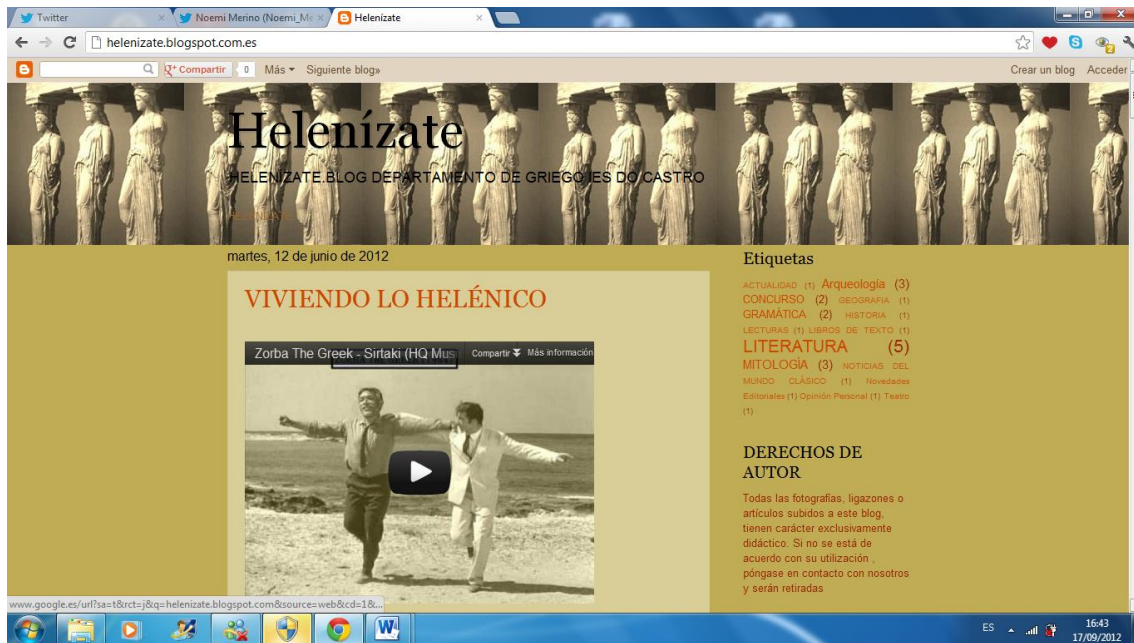 Twitter
Noemi Merino (Noemi_Me
Helenízate
helenizate.blogspot.com.es
Compartir 0 Más Siguiente blog»
Crear un blog Acceder
Helenízate
HELENÍZATE.BLOG DEPARTAMENTO DE GRIEGO IES DO CASTRO
HELENÍZATE
martes, 12 de junio de 2012
VIVIENDO LO HELÉNICO
Zorba The Greek - Sirtaki (HQ Mus
Compartir Más información
Etiquetas
ACTUALIDAD (1) Arqueología (3)
CONCURSO (2) GEOGRAFIA (1)
GRAMÁTICA (2) HISTORIA (1)
LECTURAS (1) LIBROS DE TEXTO (1)
LITERATURA (5)
MITOLOGÍA (3) NOTICIAS DEL
MUNDO CLÁSICO (1) Novedades
Editoriales (1) Opinión Personal (1) Teatro
(1)
DERECHOS DE
AUTOR
Todas las fotografías, ligazones o
artículos subidos a este blog,
tienen carácter exclusivamente
didáctico. Si no se está de
acuerdo con su utilización ,
póngase en contacto con nosotros
y serán retiradas
www.google.es/url?sa=t&rct=j&q=helenizate.blogspot.com&source=web&cd=1&...
ES
16:43
17/09/2012